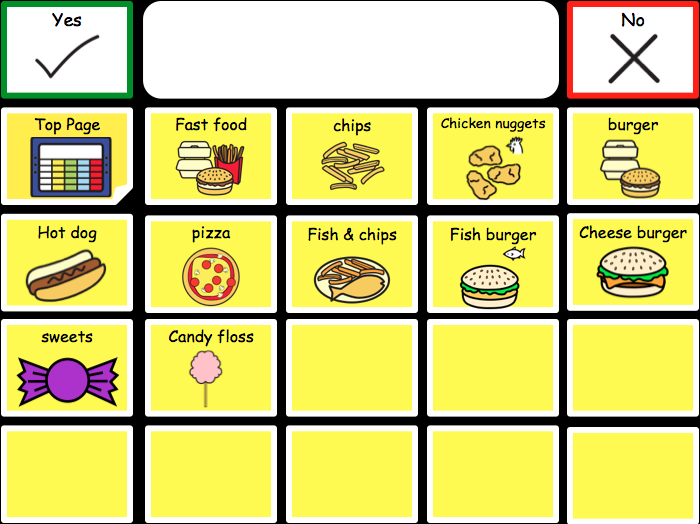 Yes
No
Top Page
Fast food
chips
Chicken nuggets
burger
Hot dog
pizza
Fish & chips
Fish burger
Cheese burger
sweets
Candy floss